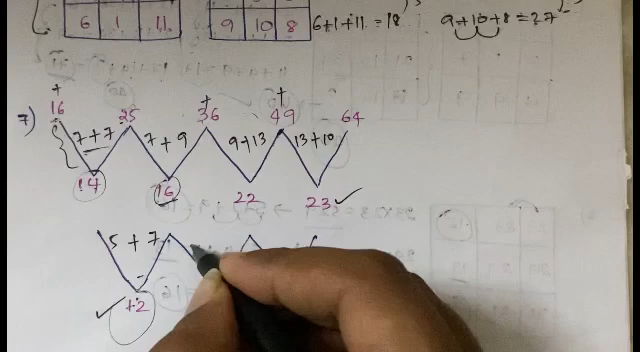 6 1 11 9 10 8 6+1+11 = 18 9+10+8 = 27
7) 16 25 36 49 64
7+7 7+9 9+13 13+10
14 16 22 23
5+7
12